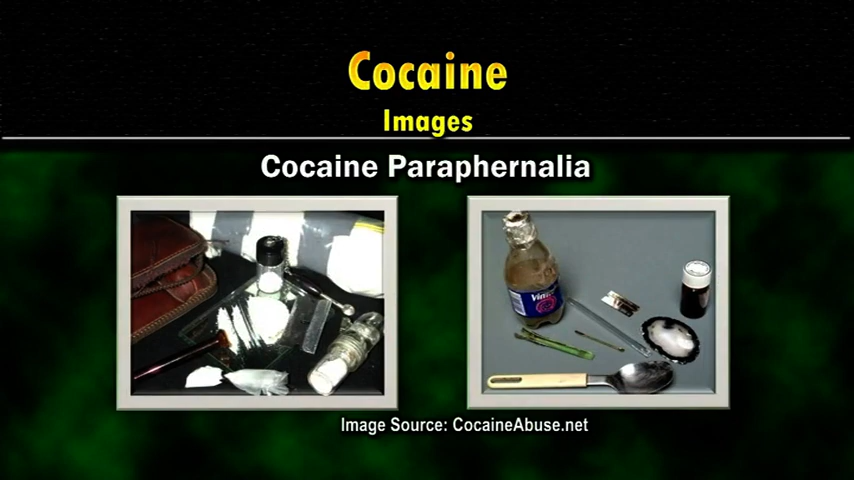 Cocaine
Images
Cocaine Paraphernalia
Image Source: CocaineAbuse.net